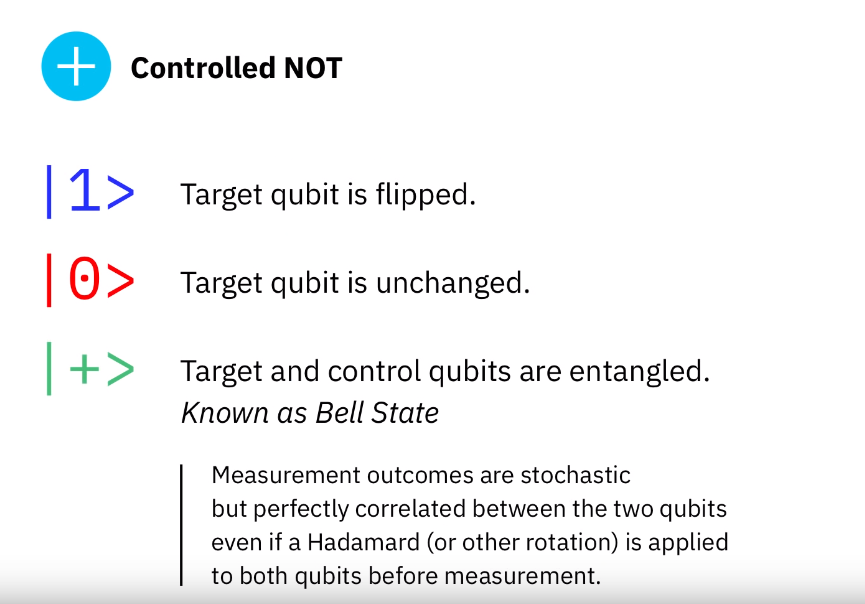 Controlled NOT
|1> Target qubit is flipped.
|0> Target qubit is unchanged.
|+> Target and control qubits are entangled.
Known as Bell State
Measurement outcomes are stochastic
but perfectly correlated between the two qubits
even if a Hadamard (or other rotation) is applied
to both qubits before measurement.